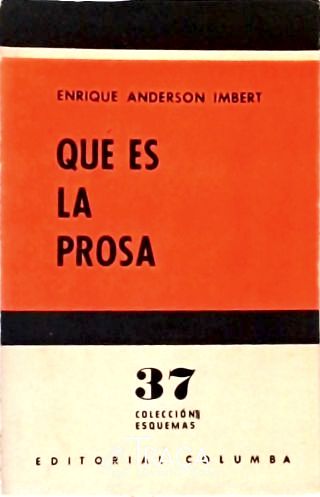 ENRIQUE ANDERSON IMBERT
QUE ES
LA
PROSA
37
COLECCIÓN
ESQUEMAS
EDITORIAL COLUMBA